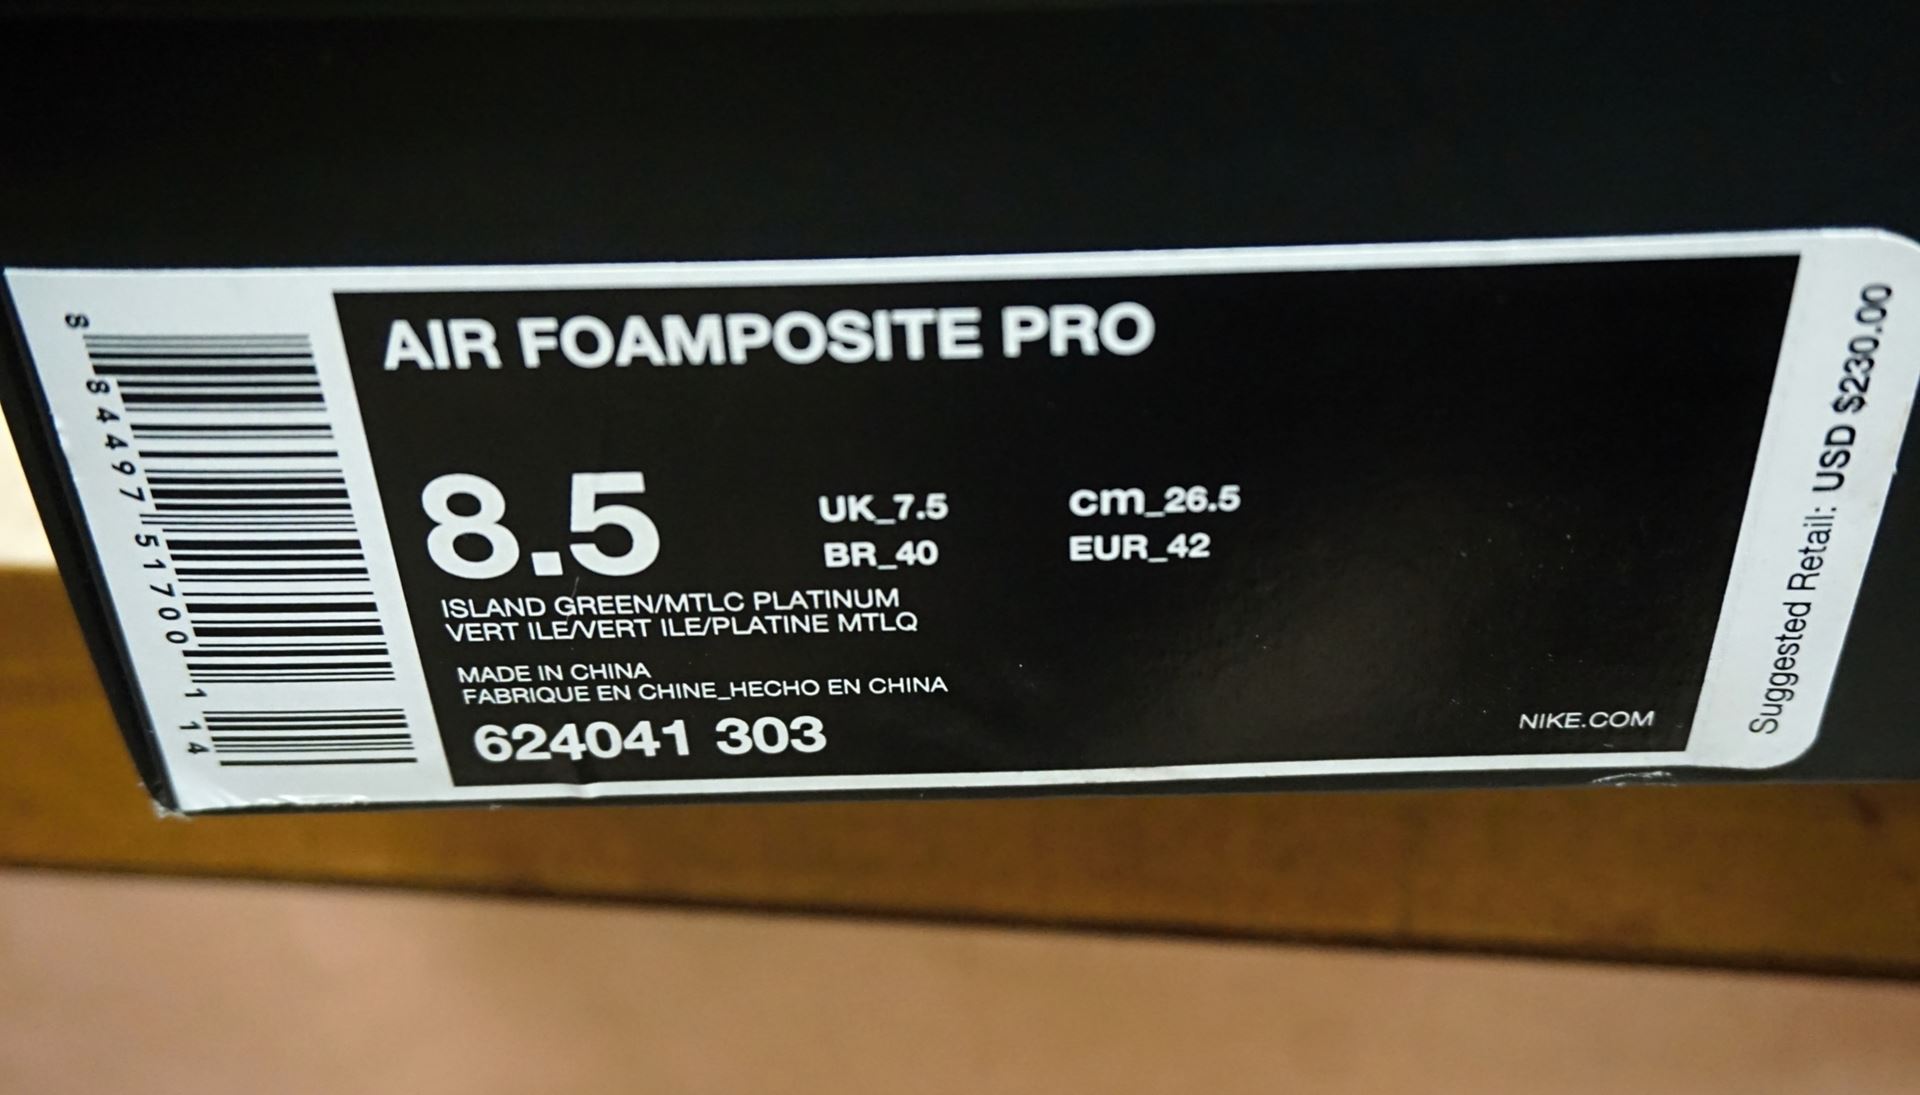 AIR FOAMPOSITE PRO
8.5
UK_7.5
cm_26.5
BR_40
EUR_42
ISLAND GREEN/MTLC PLATINUM
VERT ILE/VERT ILE/PLATINE MTLQ
MADE IN CHINA
FABRIQUE EN CHINE_HECHO EN CHINA
624041 303
NIKE.COM
Suggested Retail: USD $230.00
8 84497 51700 1 14